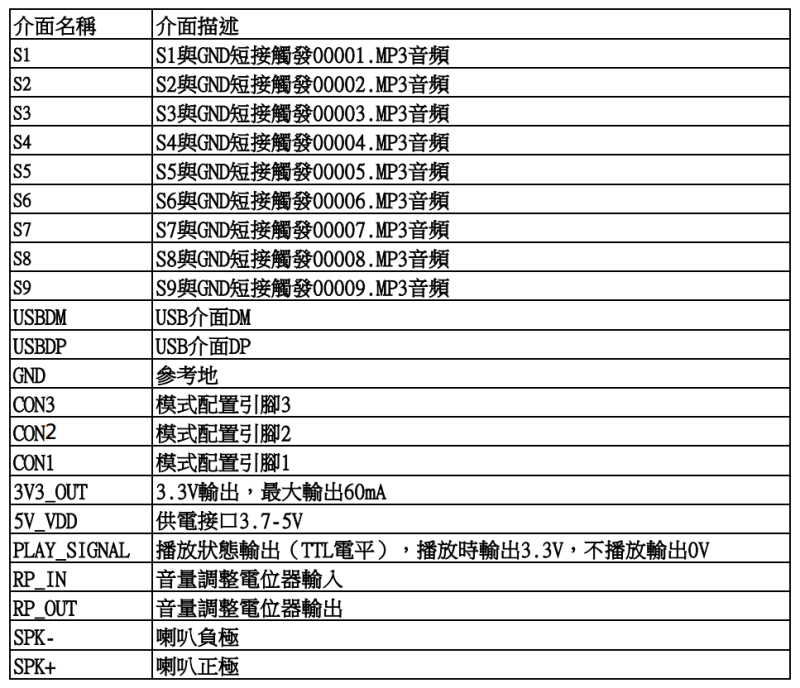 介面名稱 介面描述
S1 S1與GND短接觸發00001.MP3音頻
S2 S2與GND短接觸發00002.MP3音頻
S3 S3與GND短接觸發00003.MP3音頻
S4 S4與GND短接觸發00004.MP3音頻
S5 S5與GND短接觸發00005.MP3音頻
S6 S6與GND短接觸發00006.MP3音頻
S7 S7與GND短接觸發00007.MP3音頻
S8 S8與GND短接觸發00008.MP3音頻
S9 S9與GND短接觸發00009.MP3音頻
USBDM USB介面DM
USBDP USB介面DP
GND 參考地
CON3 模式配置引腳3
CON2 模式配置引腳2
CON1 模式配置引腳1
3V3_OUT 3.3V輸出，最大輸出60mA
5V_VDD 供電接口3.7-5V
PLAY_SIGNAL 播放狀態輸出（TTL電平），播放時輸出3.3V，不播放輸出0V
RP_IN 音量調整電位器輸入
RP_OUT 音量調整電位器輸出
SPK- 喇叭負極
SPK+ 喇叭正極